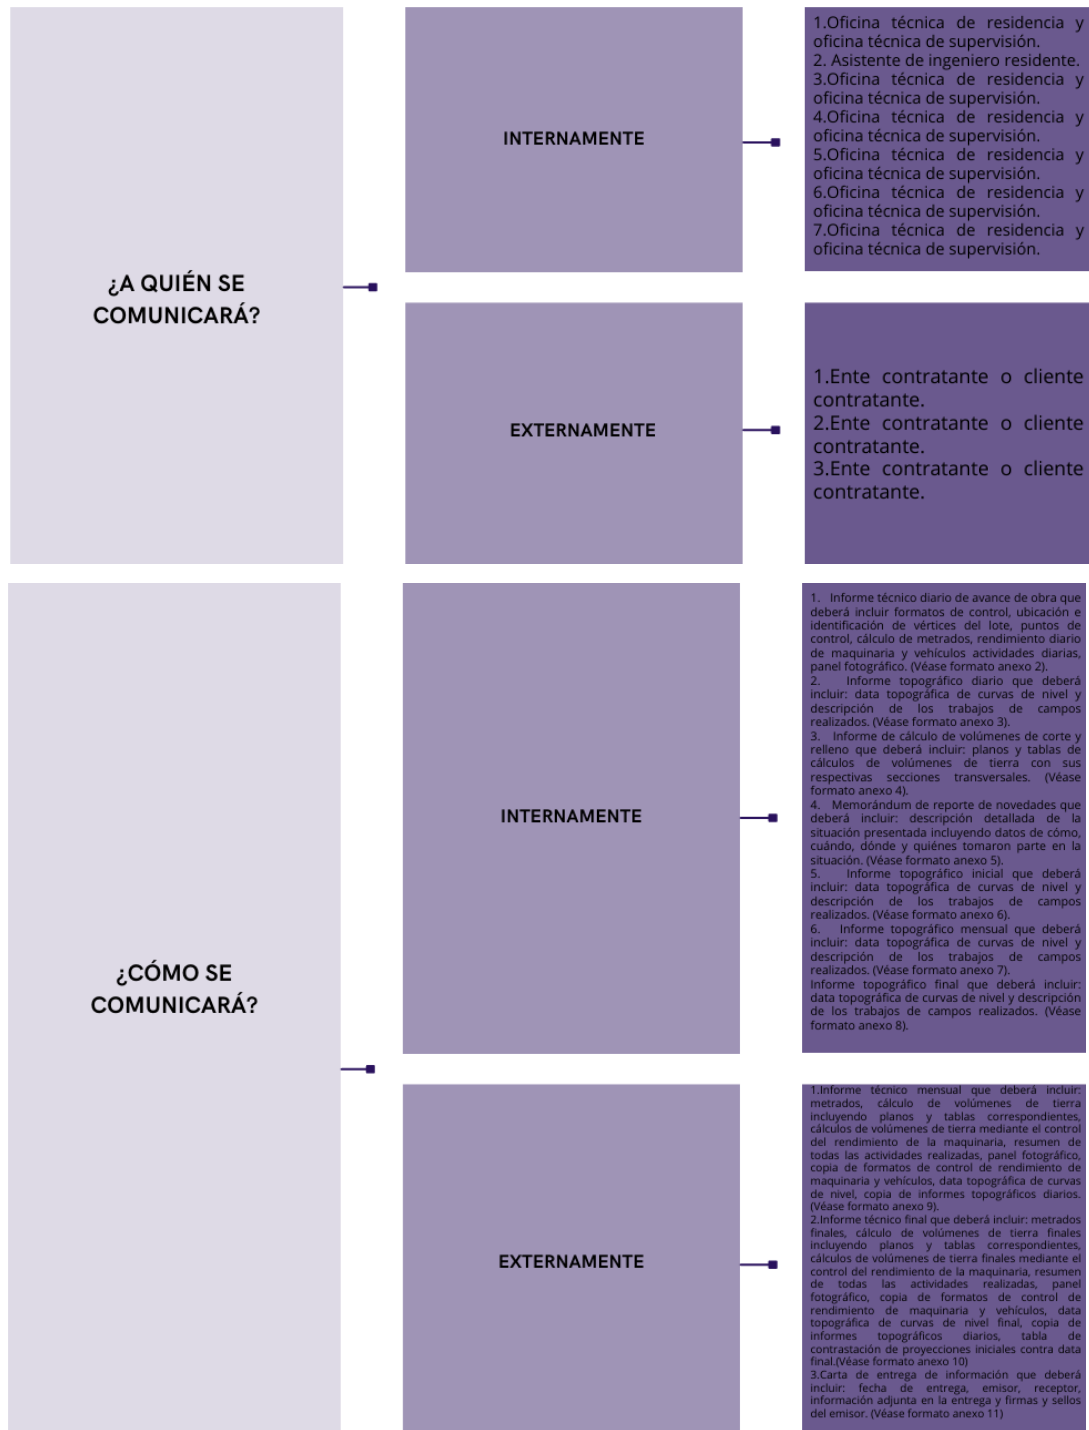 ¿A QUIÉN SE
COMUNICARÁ?
INTERNAMENTE
1.Oficina técnica de residencia y
oficina técnica de supervisión.
2. Asistente de ingeniero residente.
3.Oficina técnica de residencia y
oficina técnica de supervisión.
4.Oficina técnica de residencia y
oficina técnica de supervisión.
5.Oficina técnica de residencia y
oficina técnica de supervisión.
6.Oficina técnica de residencia y
oficina técnica de supervisión.
7.Oficina técnica de residencia y
oficina técnica de supervisión.
EXTERNAMENTE
1.Ente contratante o cliente
contratante.
2.Ente contratante o cliente
contratante.
3.Ente contratante o cliente
contratante.
¿CÓMO SE
COMUNICARÁ?
INTERNAMENTE
1. Informe técnico diario de avance de obra que
deberá incluir formatos de control, ubicación e
identificación de vértices del lote, puntos de
control, cálculo de metrados, rendimiento diario
de maquinaria y vehículos actividades diarias,
panel fotográfico. (Véase formato anexo 2).
2. Informe topográfico diario que deberá
incluir: data topográfica de curvas de nivel y
descripción de los trabajos de campos
realizados. (Véase formato anexo 3).
3. Informe de cálculo de volúmenes de corte y
relleno que deberá incluir: planos y tablas de
cálculos de volúmenes de tierra con sus
respectivas secciones transversales. (Véase
formato anexo 4).
4. Memorándum de reporte de novedades que
deberá incluir: descripción detallada de la
situación presentada incluyendo datos de cómo,
cuándo, dónde y quiénes tomaron parte en la
situación. (Véase formato anexo 5).
5. Informe topográfico inicial que deberá
incluir: data topográfica de curvas de nivel y
descripción de los trabajos de campos
realizados. (Véase formato anexo 6).
6. Informe topográfico mensual que deberá
incluir: data topográfica de curvas de nivel y
descripción de los trabajos de campos
realizados. (Véase formato anexo 7).
Informe topográfico final que deberá incluir:
data topográfica de curvas de nivel y descripción
de los trabajos de campos realizados. (Véase
formato anexo 8).
EXTERNAMENTE
1.Informe técnico mensual que deberá incluir:
metrados, cálculo de volúmenes de tierra
incluyendo planos y tablas correspondientes,
cálculos de volúmenes de tierra mediante el control
del rendimiento de la maquinaria, resumen de
todas las actividades realizadas, panel fotográfico,
copia de formatos de control de rendimiento de
maquinaria y vehículos, data topográfica de curvas
de nivel, copia de informes topográficos diarios.
(Véase formato anexo 9).
2.Informe técnico final que deberá incluir: metrados
finales, cálculo de volúmenes de tierra finales
incluyendo planos y tablas correspondientes,
cálculos de volúmenes de tierra finales mediante el
control del rendimiento de la maquinaria, resumen
de todas las actividades realizadas, panel
fotográfico, copia de formatos de control de
rendimiento de maquinaria y vehículos, data
topográfica de curvas de nivel final, copia de
informes topográficos diarios, tabla de
contrastación de proyecciones iniciales contra data
final.(Véase formato anexo 10)
3.Carta de entrega de información que deberá
incluir: fecha de entrega, emisor, receptor,
información adjunta en la entrega y firmas y sellos
del emisor. (Véase formato anexo 11)